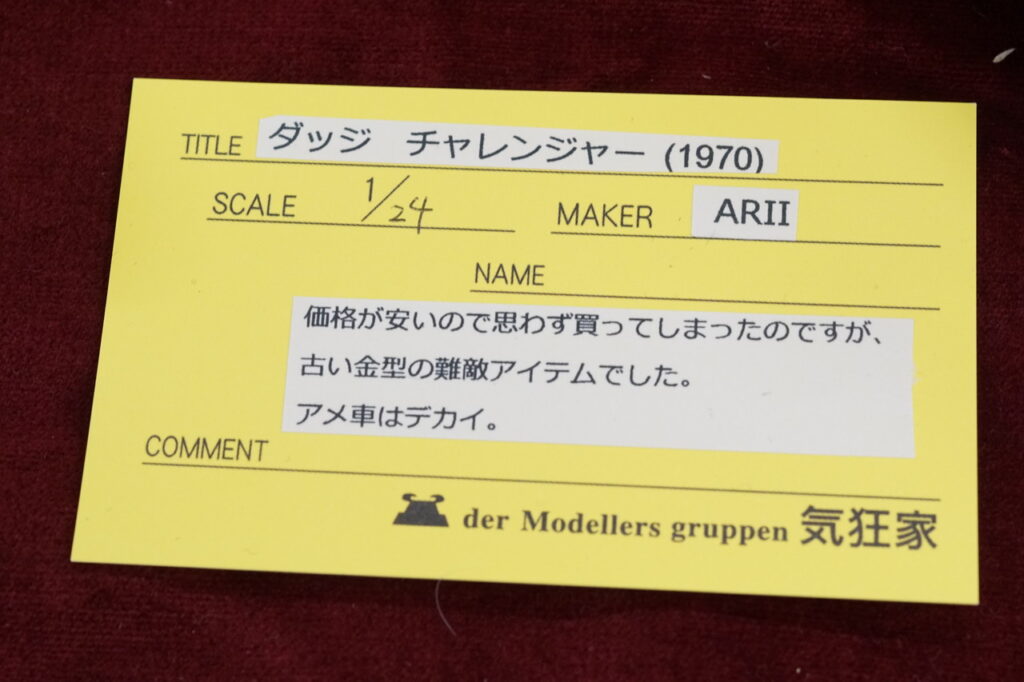 TITLE ダッジ チャレンジャー (1970)
SCALE 1/24 MAKER ARII
NAME
価格が安いので思わず買ってしまったのですが、
古い金型の難敵アイテムでした。
アメ車はデカイ。
COMMENT
der Modellers gruppen 気狂家